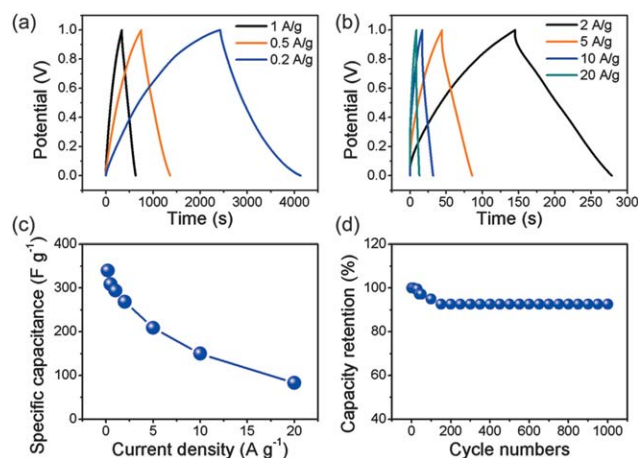 (a)
1 A/g
0.5 A/g
0.2 A/g
1.0
0.8
0.6
0.4
0.2
0.0
Potential (V)
0 1000 2000 3000 4000
Time (s)
(b)
2 A/g
5 A/g
10 A/g
20 A/g
1.0
0.8
0.6
0.4
0.2
0.0
Potential (V)
0 50 100 150 200 250 300
Time (s)
(c)
400
300
200
100
0
Specific capacitance (F g⁻¹)
0 5 10 15 20
Current density (A g⁻¹)
(d)
120
100
80
60
40
Capacity retention (%)
0 200 400 600 800 1000
Cycle numbers